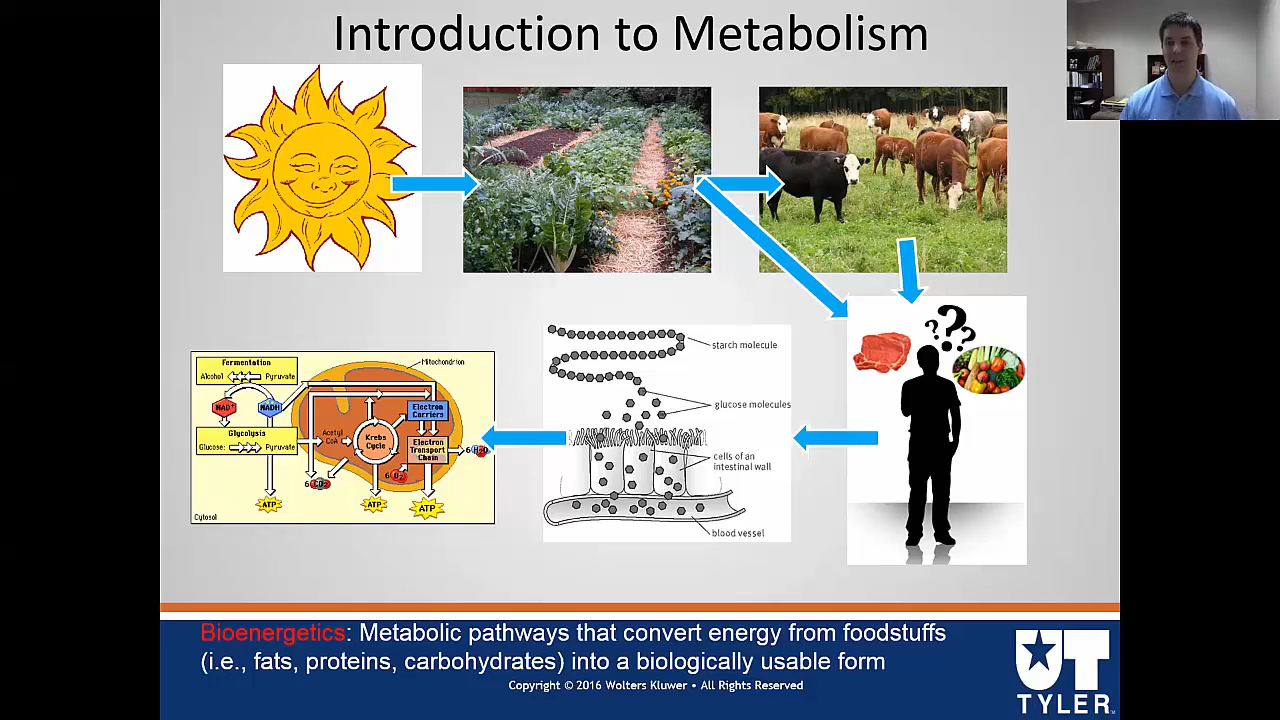 Introduction to Metabolism
Fermentation
Alcohol Pyruvate
Mitochondrion
NAD+ NADH
Electron
Carriers
Glycolysis
Glucose Pyruvate
Acetyl
CoA
Krebs
Cycle
Electron
Transport
Chain
6 H2O
6 CO2
6 O2
ATP
ATP
ATP
Cytosol
starch molecule
glucose molecules
cells of an
intestinal wall
blood vessel
? ? ?
Bioenergetics: Metabolic pathways that convert energy from foodstuffs
(i.e., fats, proteins, carbohydrates) into a biologically usable form
Copyright © 2016 Wolters Kluwer • All Rights Reserved
UT
TYLER™